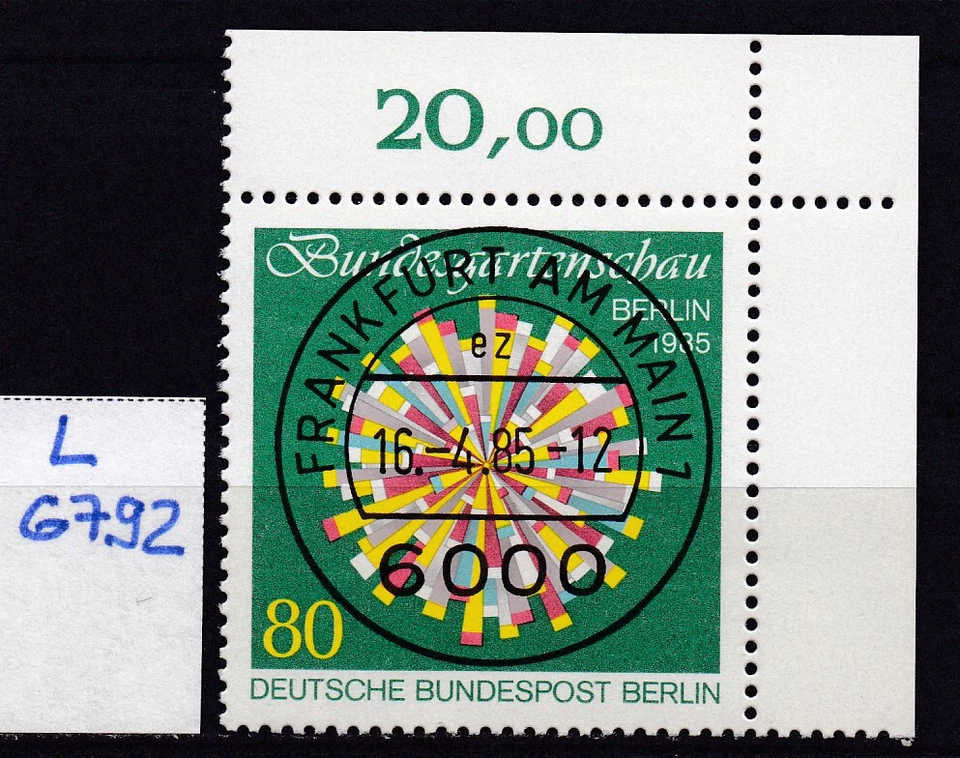 20,00
Bundesgartenschau
BERLIN
1985
FRANKFURT AM MAIN 1
ez
16.-4.85-12
6000
80
DEUTSCHE BUNDESPOST BERLIN
L
6792